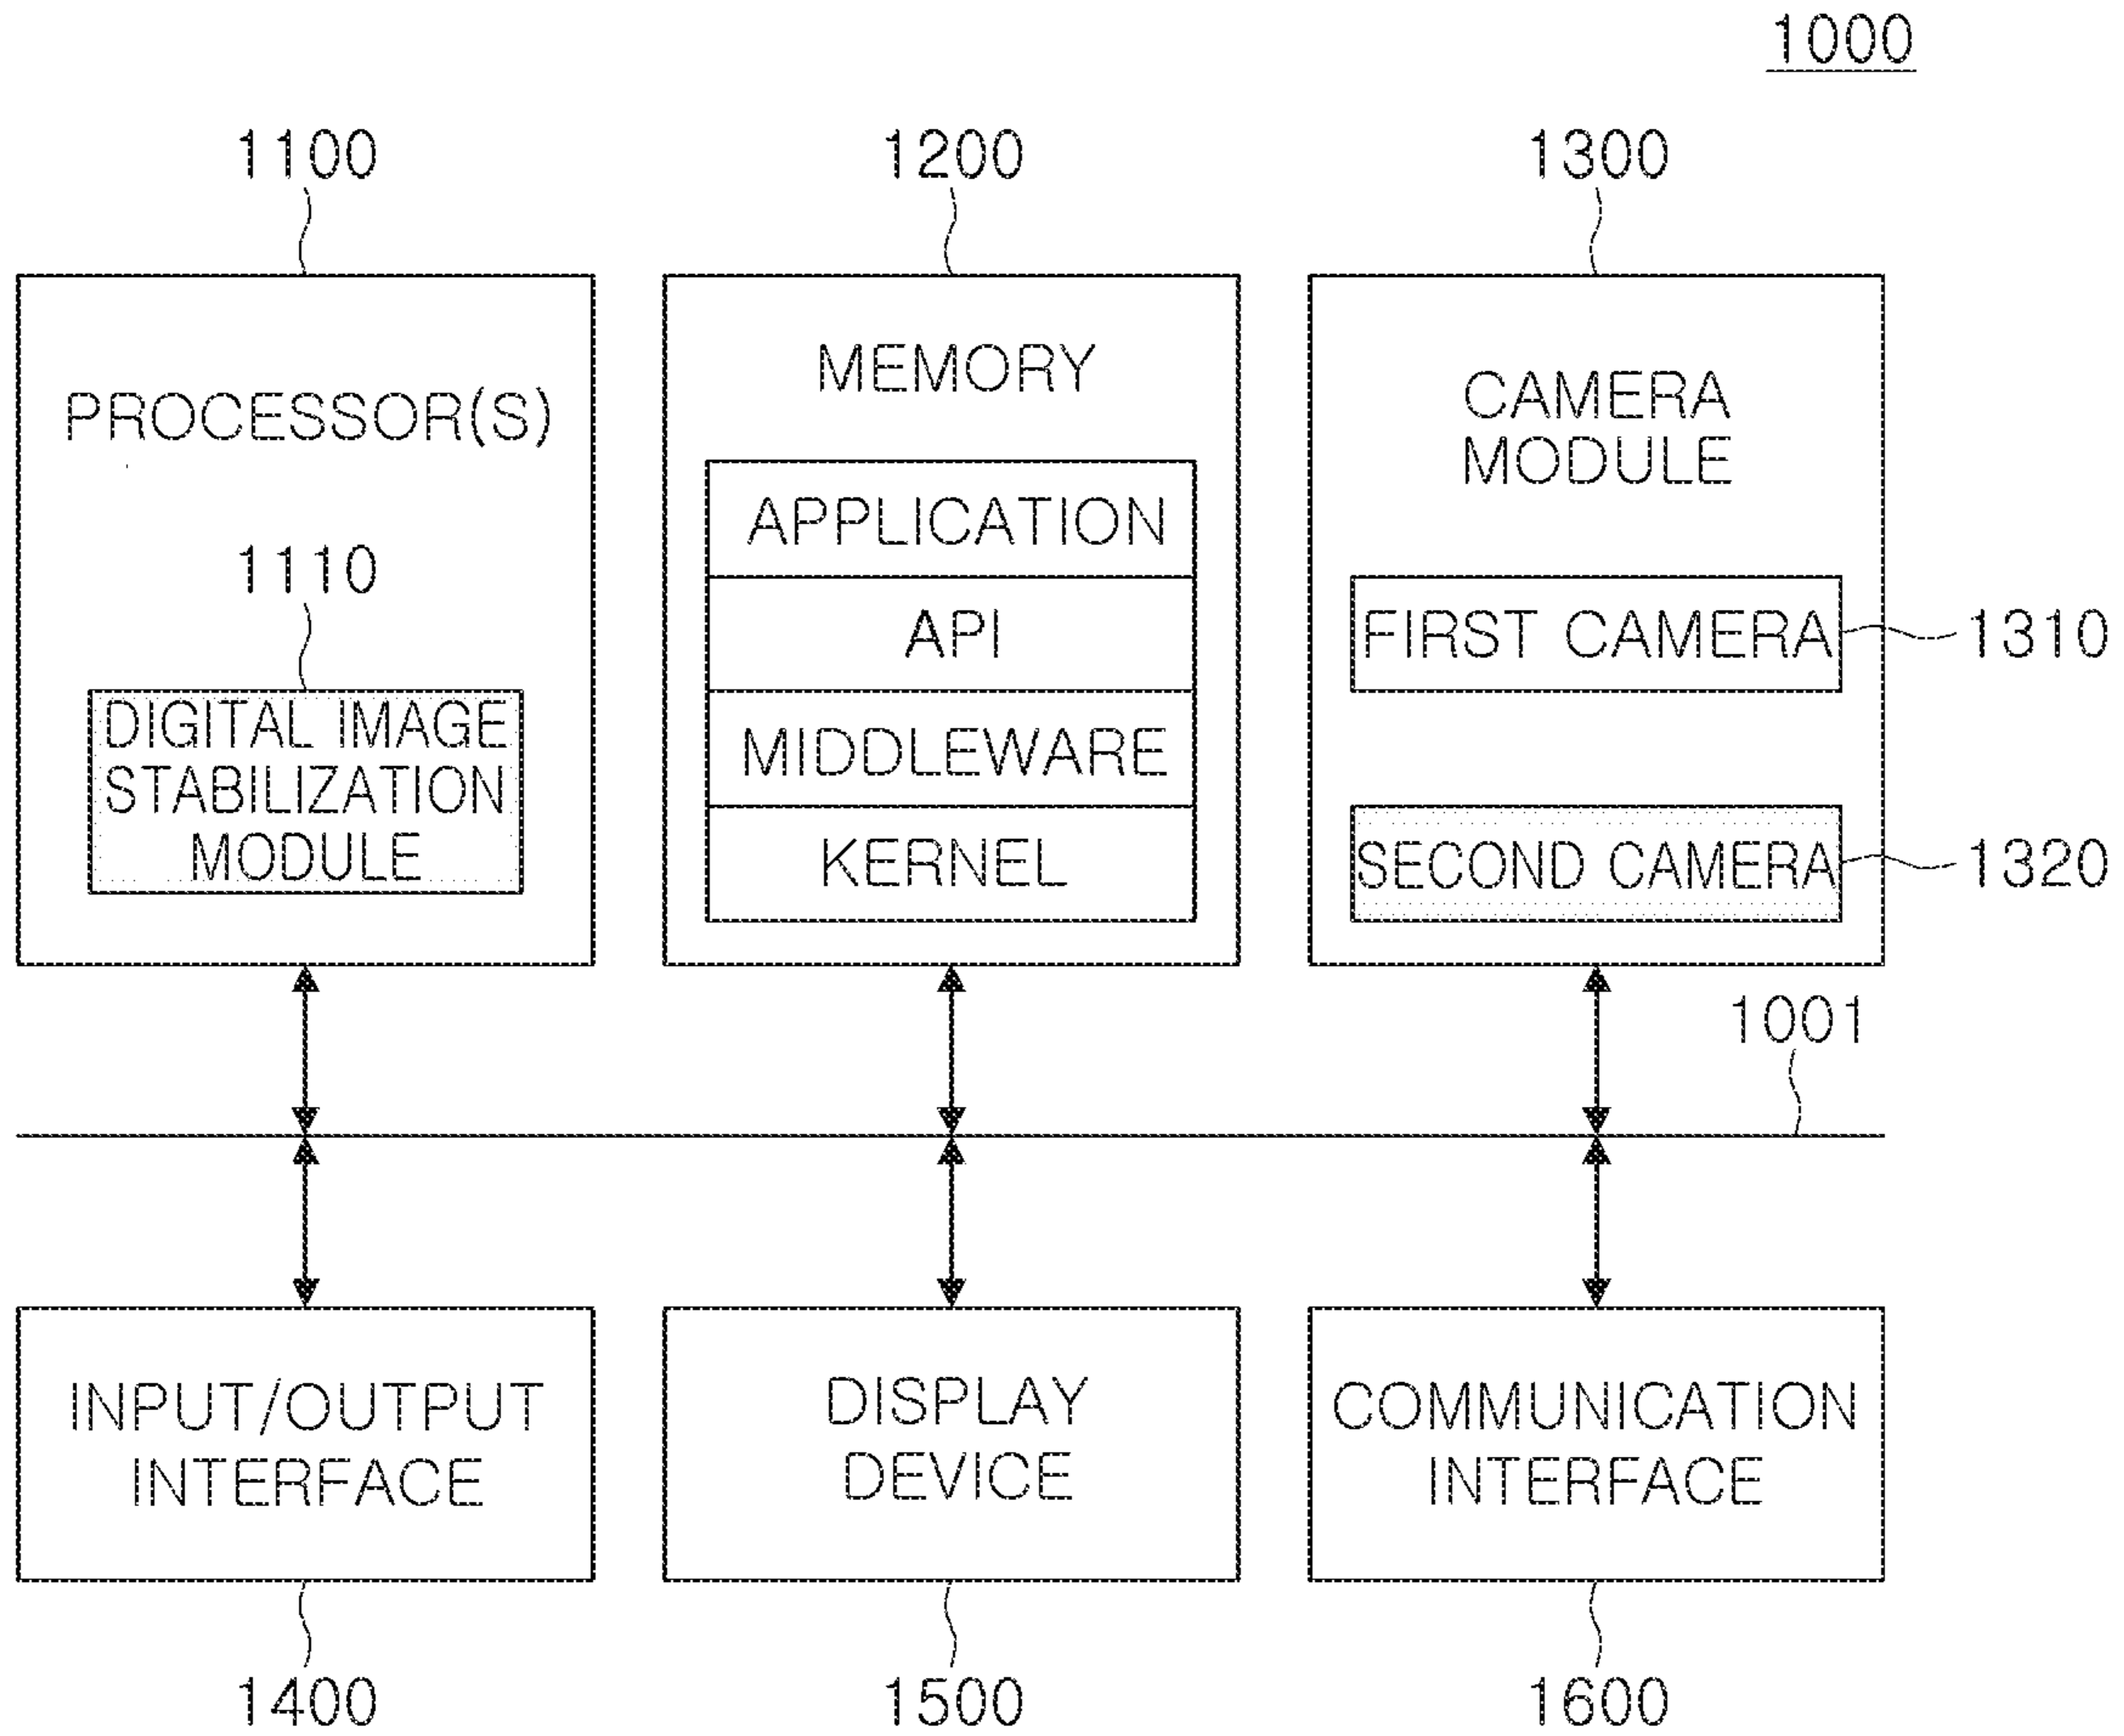 1000
1100
1200
1300
PROCESSOR(S)
1110
DIGITAL IMAGE
STABILIZATION
MODULE
MEMORY
APPLICATION
API
MIDDLEWARE
KERNEL
CAMERA
MODULE
FIRST CAMERA
1310
SECOND CAMERA
1320
1001
INPUT/OUTPUT
INTERFACE
DISPLAY
DEVICE
COMMUNICATION
INTERFACE
1400
1500
1600